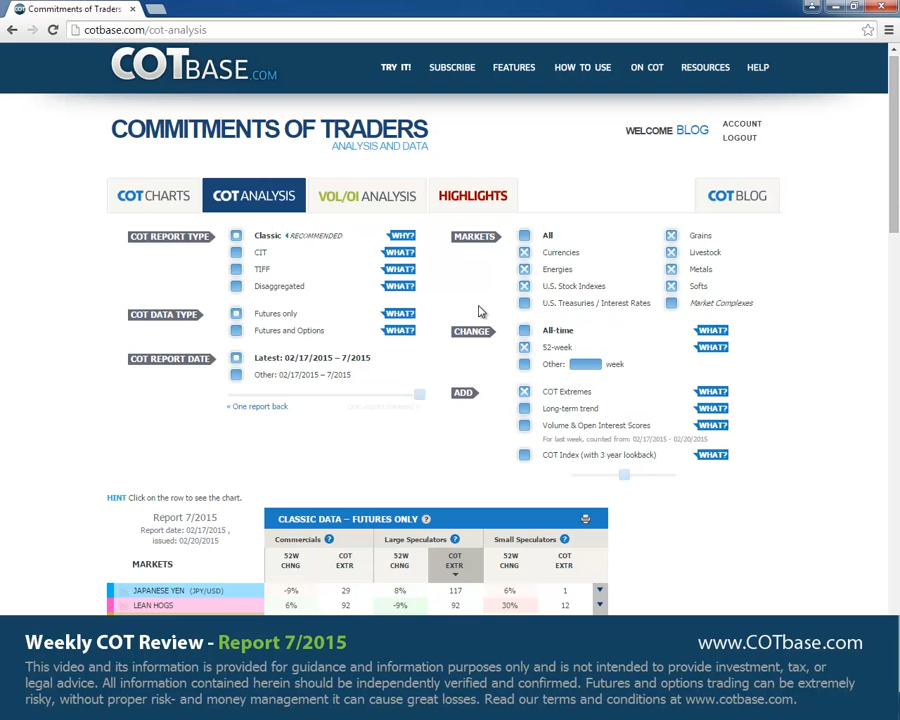 Commitments of Traders
cotbase.com/cot-analysis
COTBASE.COM
TRY IT! SUBSCRIBE FEATURES HOW TO USE ON COT RESOURCES HELP
COMMITMENTS OF TRADERS
ANALYSIS AND DATA
WELCOME BLOG
ACCOUNT
LOGOUT
COT CHARTS COT ANALYSIS VOL/OI ANALYSIS HIGHLIGHTS COT BLOG
COT REPORT TYPE
Classic RECOMMENDED WHY?
CIT WHAT?
TIFF WHAT?
Disaggregated WHAT?
COT DATA TYPE
Futures only WHAT?
Futures and Options WHAT?
COT REPORT DATE
Latest: 02/17/2015 – 7/2015
Other: 02/17/2015 – 7/2015
« One report back
MARKETS
All Grains
Currencies Livestock
Energies Metals
U.S. Stock Indexes Softs
U.S. Treasuries / Interest Rates Market Complexes
CHANGE
All-time WHAT?
52-week WHAT?
Other: week
ADD
COT Extremes WHAT?
Long-term trend WHAT?
Volume & Open Interest Scores WHAT?
For last week, counted from: 02/17/2015 - 02/20/2015
COT Index (with 3 year lookback) WHAT?
HINT Click on the row to see the chart.
Report 7/2015
Report date: 02/17/2015 ,
issued: 02/20/2015
MARKETS
CLASSIC DATA – FUTURES ONLY ?
Commercials ? Large Speculators ? Small Speculators ?
52W CHNG COT EXTR 52W CHNG COT EXTR 52W CHNG COT EXTR
JAPANESE YEN (JPY/USD) -9% 29 8% 117 6% 1
LEAN HOGS 6% 92 -9% 92 30% 12
Weekly COT Review - Report 7/2015
www.COTbase.com
This video and its information is provided for guidance and information purposes only and is not intended to provide investment, tax, or
legal advice. All information contained herein should be independently verified and confirmed. Futures and options trading can be extremely
risky, without proper risk- and money management it can cause great losses. Read our terms and conditions at www.cotbase.com.